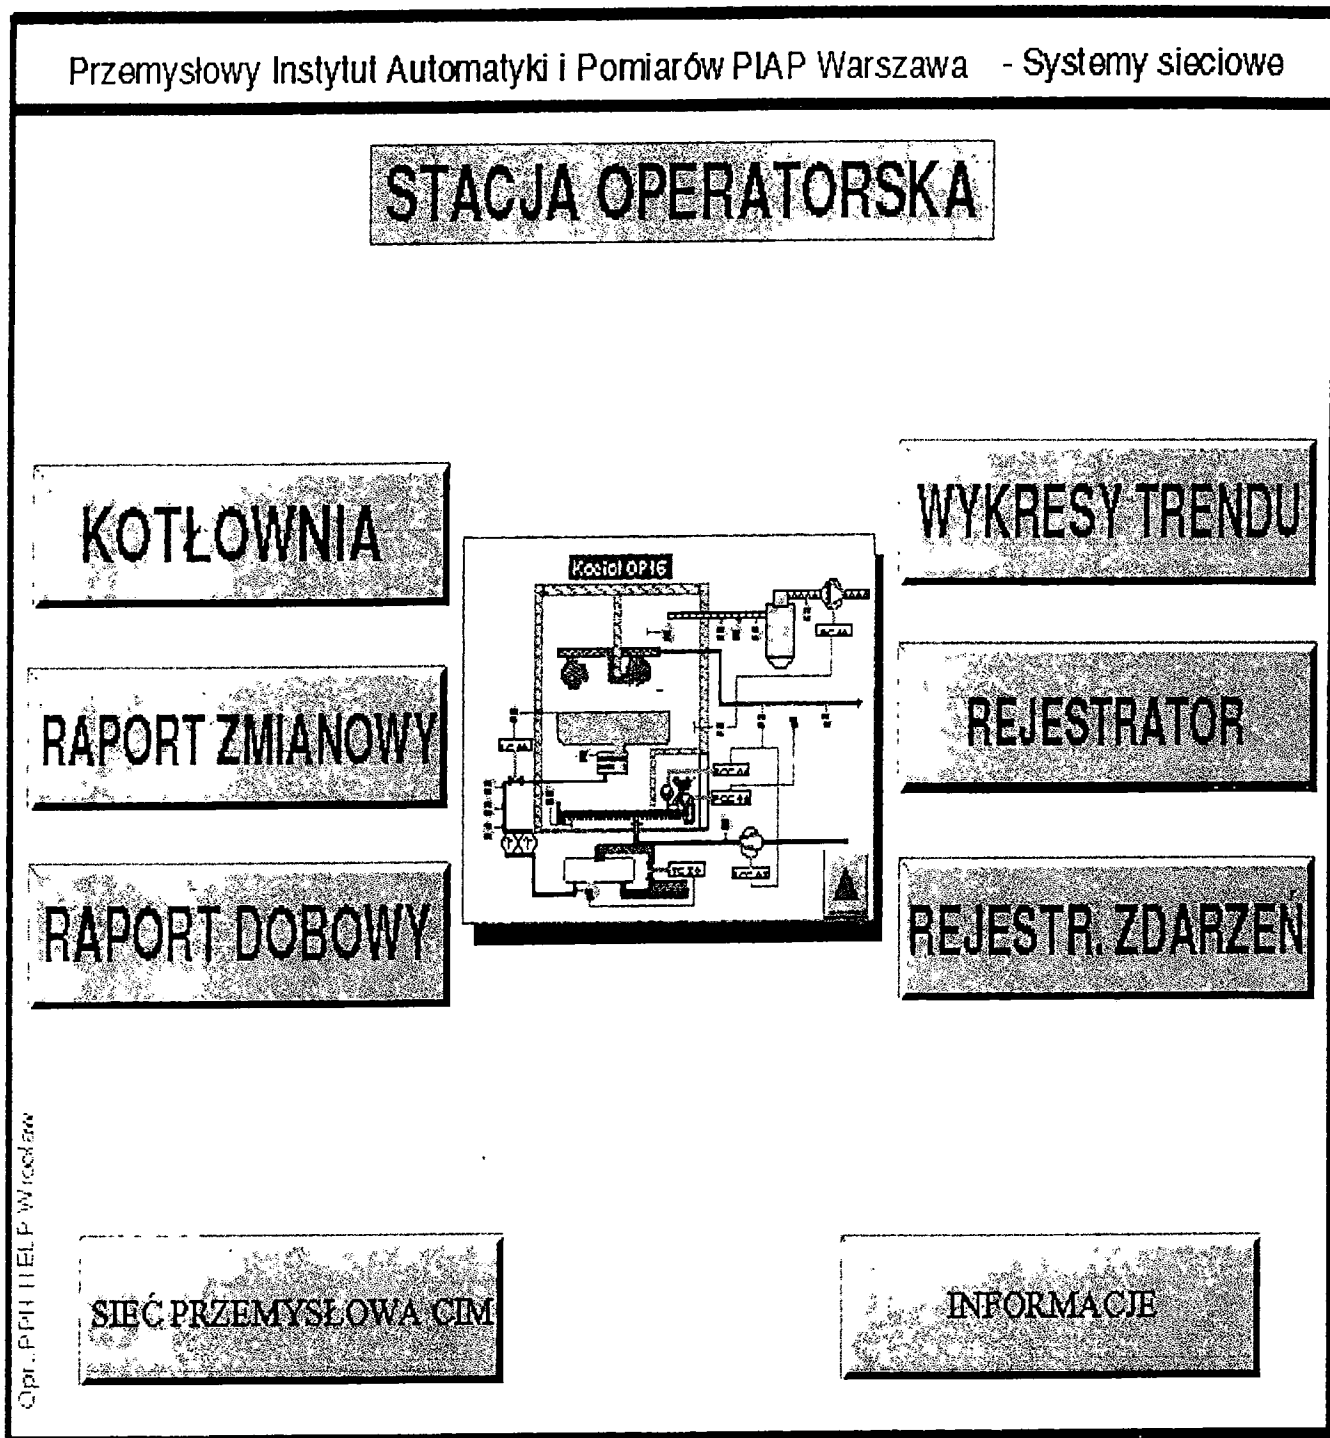 Przemysłowy Instytut Automatyki i Pomiarów PIAP Warszawa - Systemy sieciowe
STACJA OPERATORSKA
KOTŁOWNIA
WYKRESY TRENDU
Kocioł OP16
RAPORT ZMIANOWY
REJESTRATOR
RAPORT DOBOWY
REJESTR. ZDARZEŃ
Opr. PPH HELP Wrocław
SIEĆ PRZEMYSŁOWA CIM
INFORMACJE